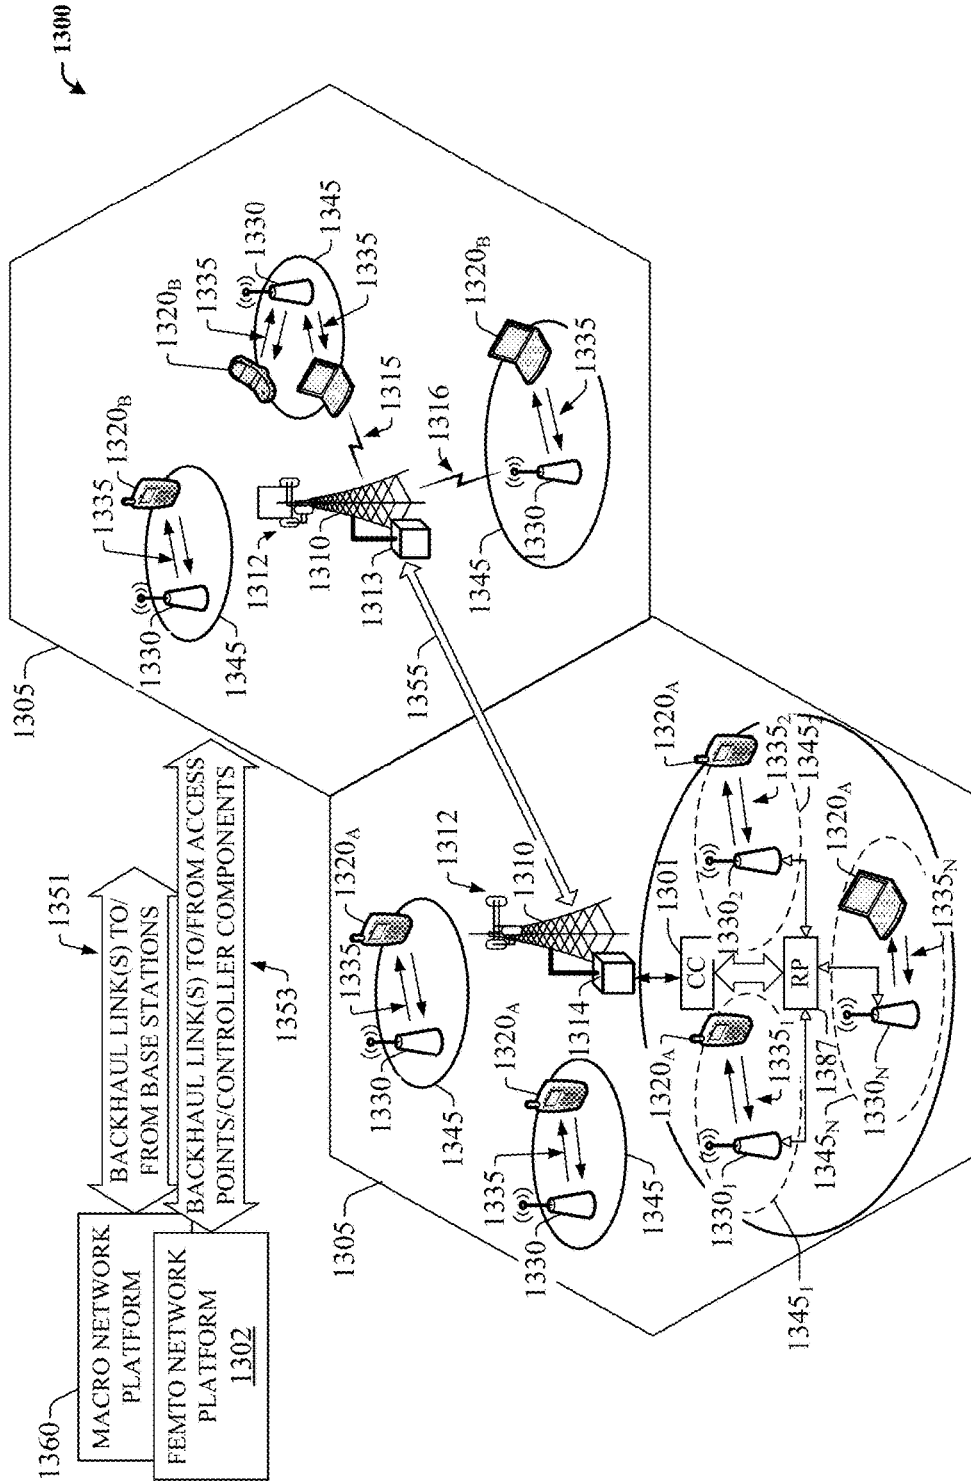 1300
1360
MACRO NETWORK
PLATFORM
FEMTO NETWORK
PLATFORM
1302
1351
BACKHAUL LINK(S) TO/
FROM BASE STATIONS
BACKHAUL LINK(S) TO/FROM ACCESS
POINTS/CONTROLLER COMPONENTS
1353
1305
1330
1335
1320B
1345
1320B
1335
1330
1345
1335
1312
1310
1313
1315
1316
1355
1320B
1345
1330
1335
1305
1330
1335
1320A
1345
1312
1310
1330
1335
1320A
1345
1314
1301
CC
RP
1320A
1320A
13302
13352
13452
13301
13351
13451
1387
1345N
1330N
1320A
1335N